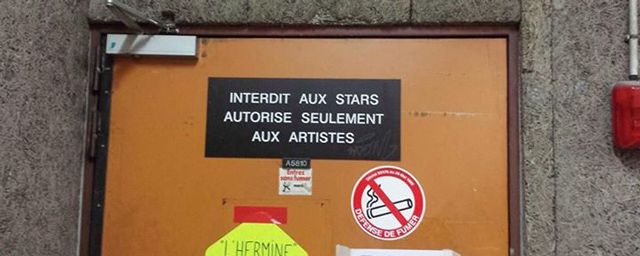 INTERDIT AUX STARS
AUTORISE SEULEMENT
AUX ARTISTES
A5810
Entrez
sans fumer
DEFENSE DE FUMER
"L'HERMINE"